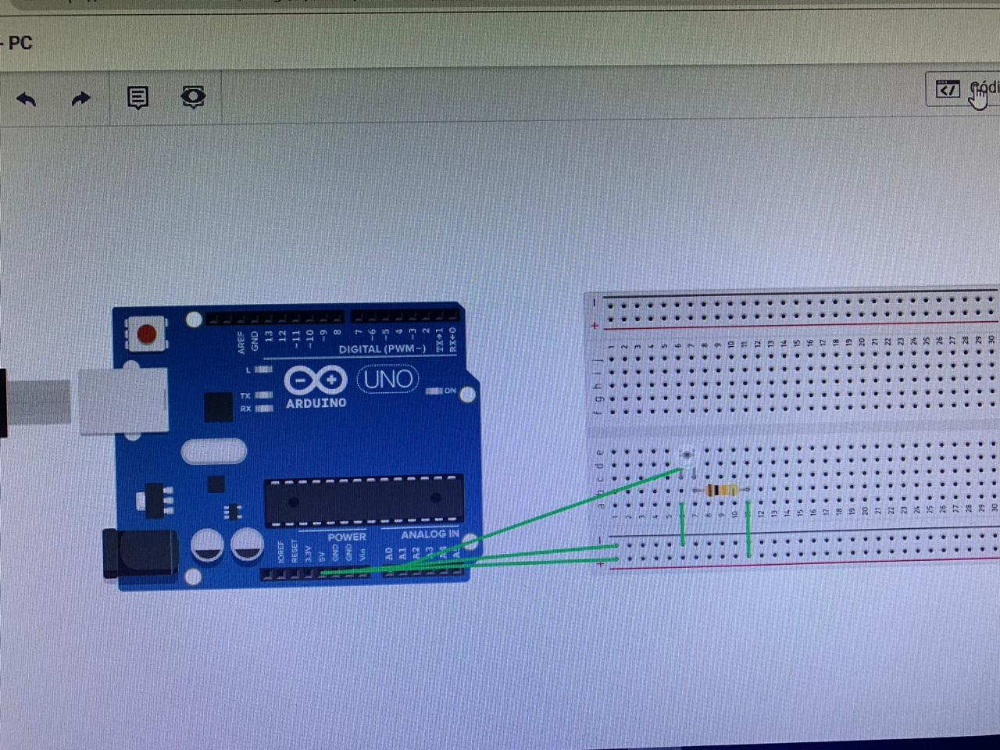 - PC
Códi
AREF
GND
13
12
~11
~10
~9
8
7
~6
~5
4
~3
2
TX→1
RX←0
DIGITAL (PWM~)
L
TX
RX
UNO
ON
ARDUINO
POWER
ANALOG IN
IOREF
RESET
3.3V
5V
GND
GND
Vin
A0
A1
A2
A3
A4
− +
1 2 3 4 5 6 7 8 9 10 11 12 13 14 15 16 17 18 19 20 21 22 23 24 25 26 27 28 29 30
j
i
h
g
f
e
d
c
b
a
1 2 3 4 5 7 8 9 10 12 13 14 15 16 17 18 19 20 21 22 23 24 25 26 27 28 29 30
− +